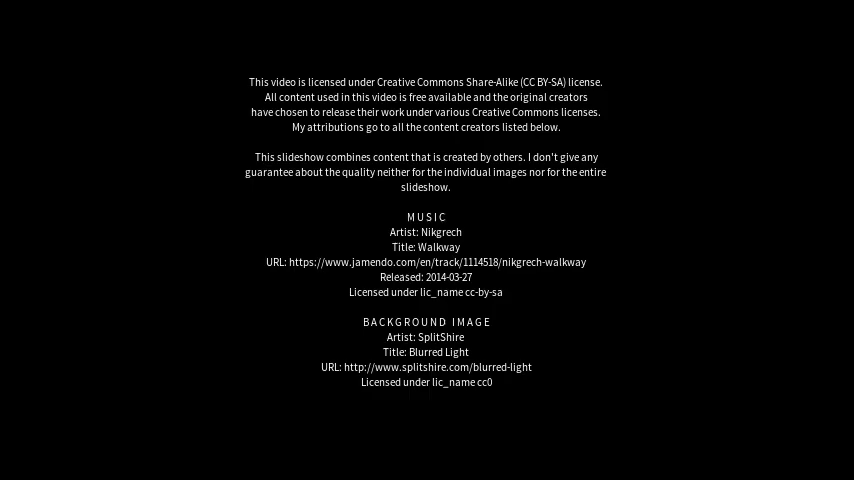 This video is licensed under Creative Commons Share-Alike (CC BY-SA) license.
All content used in this video is free available and the original creators
have chosen to release their work under various Creative Commons licenses.
My attributions go to all the content creators listed below.
This slideshow combines content that is created by others. I don't give any
guarantee about the quality neither for the individual images nor for the entire
slideshow.
MUSIC
Artist: Nikgrech
Title: Walkway
URL: https://www.jamendo.com/en/track/1114518/nikgrech-walkway
Released: 2014-03-27
Licensed under lic_name cc-by-sa
BACKGROUND IMAGE
Artist: SplitShire
Title: Blurred Light
URL: http://www.splitshire.com/blurred-light
Licensed under lic_name cc0